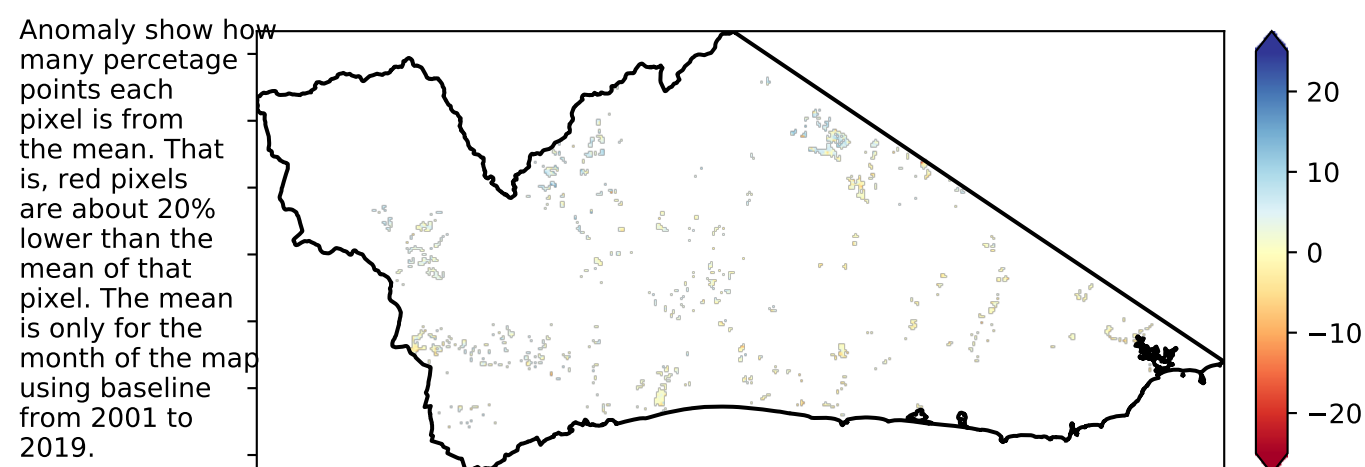 Anomaly show how
many percetage
points each
pixel is from
the mean. That
is, red pixels
are about 20%
lower than the
mean of that
pixel. The mean
is only for the
month of the map
using baseline
from 2001 to
2019.
20
10
0
−10
−20